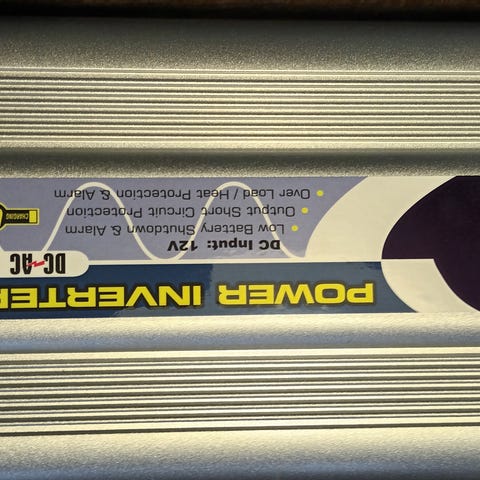 POWER INVERTE
DC-AC
DC Input: 12V
• Low Battery Shutdown & Alarm
• Output Short Circuit Protection
• Over Load / Heat Protection & Alarm
CHARGING